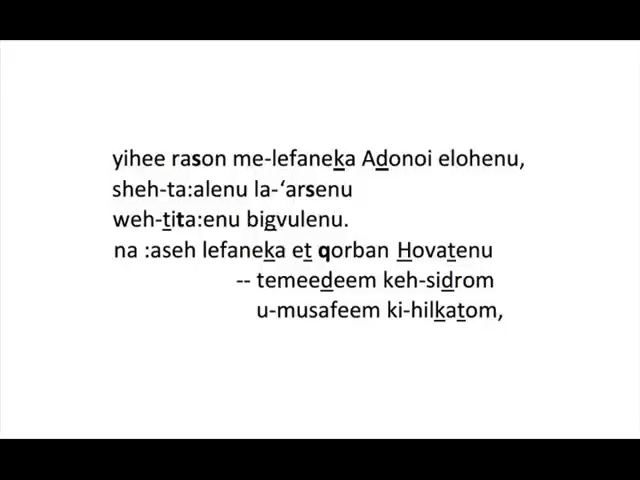 yihee rason me-lefaneka Adonoi elohenu,
sheh-ta:alenu la-‘arsenu
weh-tita:enu bigvulenu.
na :aseh lefaneka et qorban Hovatenu
-- temeedeem keh-sidrom
u-musafeem ki-hilkatom,